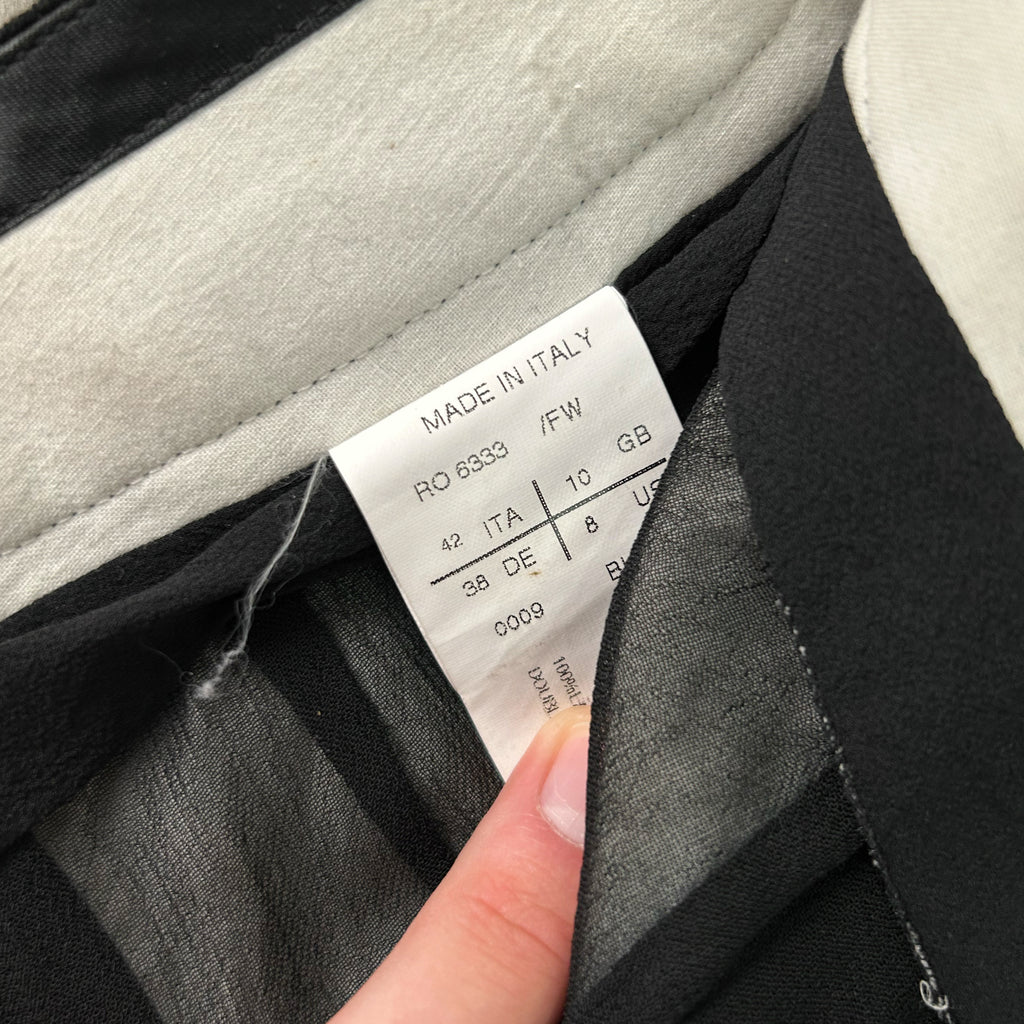 MADE IN ITALY
RO 6333 /FW
42 ITA 10 GB
38 DE 8 US
0009